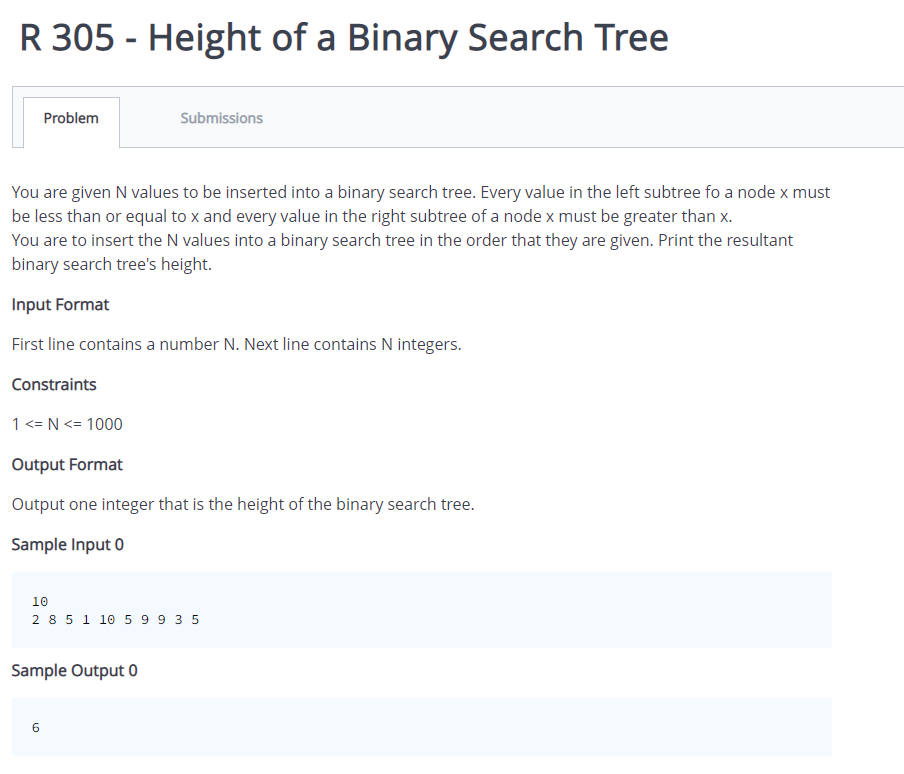 R 305 - Height of a Binary Search Tree
Problem
Submissions
You are given N values to be inserted into a binary search tree. Every value in the left subtree fo a node x must
be less than or equal to x and every value in the right subtree of a node x must be greater than x.
You are to insert the N values into a binary search tree in the order that they are given. Print the resultant
binary search tree's height.
Input Format
First line contains a number N. Next line contains N integers.
Constraints
1 <= N <= 1000
Output Format
Output one integer that is the height of the binary search tree.
Sample Input 0
10
2 8 5 1 10 5 9 9 3 5
Sample Output 0
6